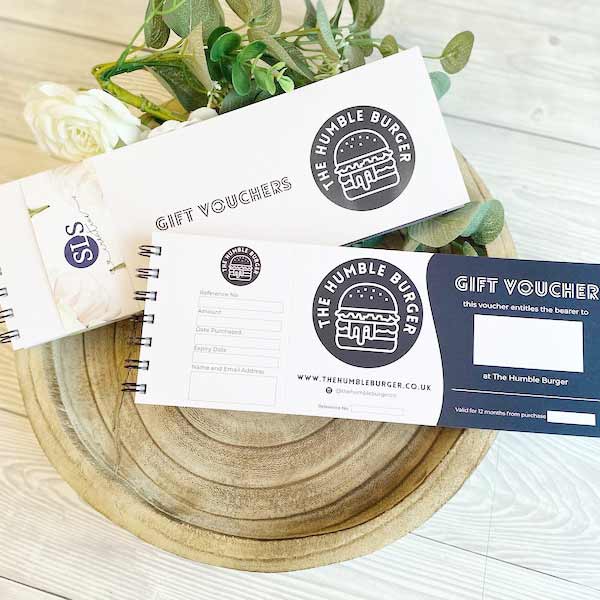 THE HUMBLE BURGER
GIFT VOUCHERS
STS
THE HUMBLE BURGER
Reference No
Amount
Date Purchased
Expiry Date
Name and Email Address
THE HUMBLE BURGER
WWW.THEHUMBLEBURGER.CO.UK
@thehumbleburgerco
Reference No
GIFT VOUCHER
this voucher entitles the bearer to
at The Humble Burger
Valid for 12 months from purchase